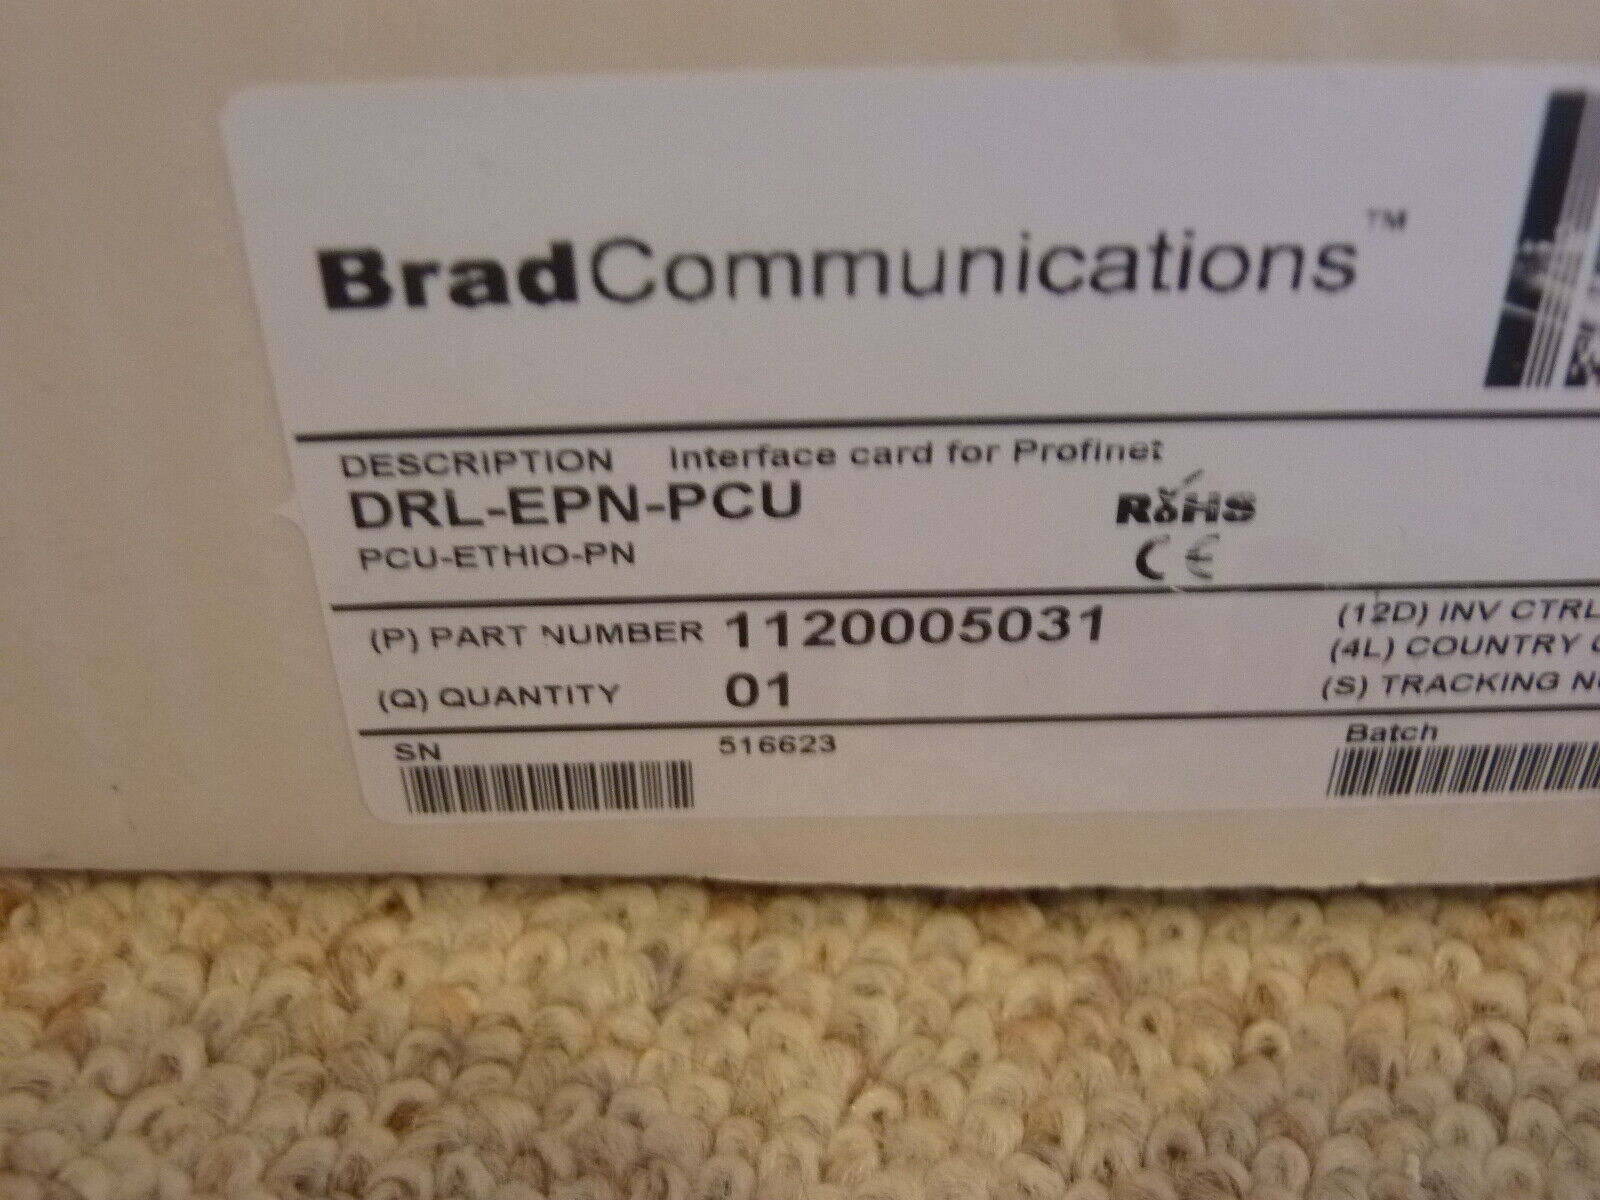 BradCommunications™
DESCRIPTION Interface card for Profinet
DRL-EPN-PCU
RoHS
PCU-ETHIO-PN
CE
(P) PART NUMBER 1120005031
(12D) INV CTRL
(4L) COUNTRY
(Q) QUANTITY 01
(S) TRACKING
SN 516623
Batch